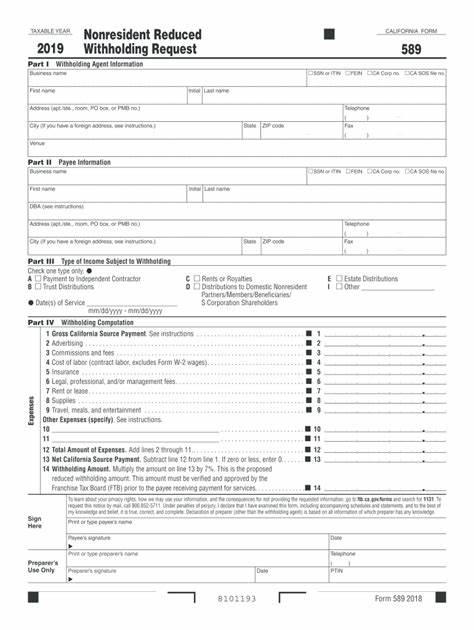 TAXABLE YEAR
2019
Nonresident Reduced
Withholding Request
CALIFORNIA FORM
589
Part I Withholding Agent Information
Business name
SSN or ITIN FEIN CA Corp no. CA SOS file no.
First name Initial Last name
Address (apt./ste., room, PO box, or PMB no.) Telephone
( )
City (If you have a foreign address, see instructions.) State ZIP code Fax
( )
Venue
Part II Payee Information
Business name
SSN or ITIN FEIN CA Corp no. CA SOS file no.
First name Initial Last name
DBA (see instructions)
Address (apt./ste., room, PO box, or PMB no.) Telephone
( )
City (If you have a foreign address, see instructions.) State ZIP code Fax
( )
Part III Type of Income Subject to Withholding
Check one type only.
A Payment to Independent Contractor C Rents or Royalties E Estate Distributions
B Trust Distributions D Distributions to Domestic Nonresident I Other
Partners/Members/Beneficiaries/
S Corporation Shareholders
Date(s) of Service
mm/dd/yyyy - mm/dd/yyyy
Part IV Withholding Computation
1 Gross California Source Payment. See instructions 1
Expenses
2 Advertising 2
3 Commissions and fees 3
4 Cost of labor (contract labor, excludes Form W-2 wages) 4
5 Insurance 5
6 Legal, professional, and/or management fees 6
7 Rent or lease 7
8 Supplies 8
9 Travel, meals, and entertainment 9
Other Expenses (specify). See instructions.
10 10
11 11
12 Total Amount of Expenses. Add lines 2 through 11 12
13 Net California Source Payment. Subtract line 12 from line 1. If zero or less, enter 0 13
14 Withholding Amount. Multiply the amount on line 13 by 7%. This is the proposed
reduced withholding amount. This amount must be verified and approved by the
Franchise Tax Board (FTB) prior to the payee receiving payment 14
Sign
Here
To learn about your privacy rights, how we may use your information, and the consequences for not providing the requested information, go to ftb.ca.gov/forms and search for 1131. To
request this notice by mail, call 800.852.5711. Under penalties of perjury, I declare that I have examined this form, including accompanying schedules and statements, and to the best of
my knowledge and belief, it is true, correct, and complete. Declaration of preparer (other than the withholding agent) is based on all information of which preparer has any knowledge.
Print or type payee's name
Payee's signature Date
Preparer's
Use Only
Print or type preparer's name Telephone
( )
Preparer's signature Date PTIN
8101193
Form 589 2018